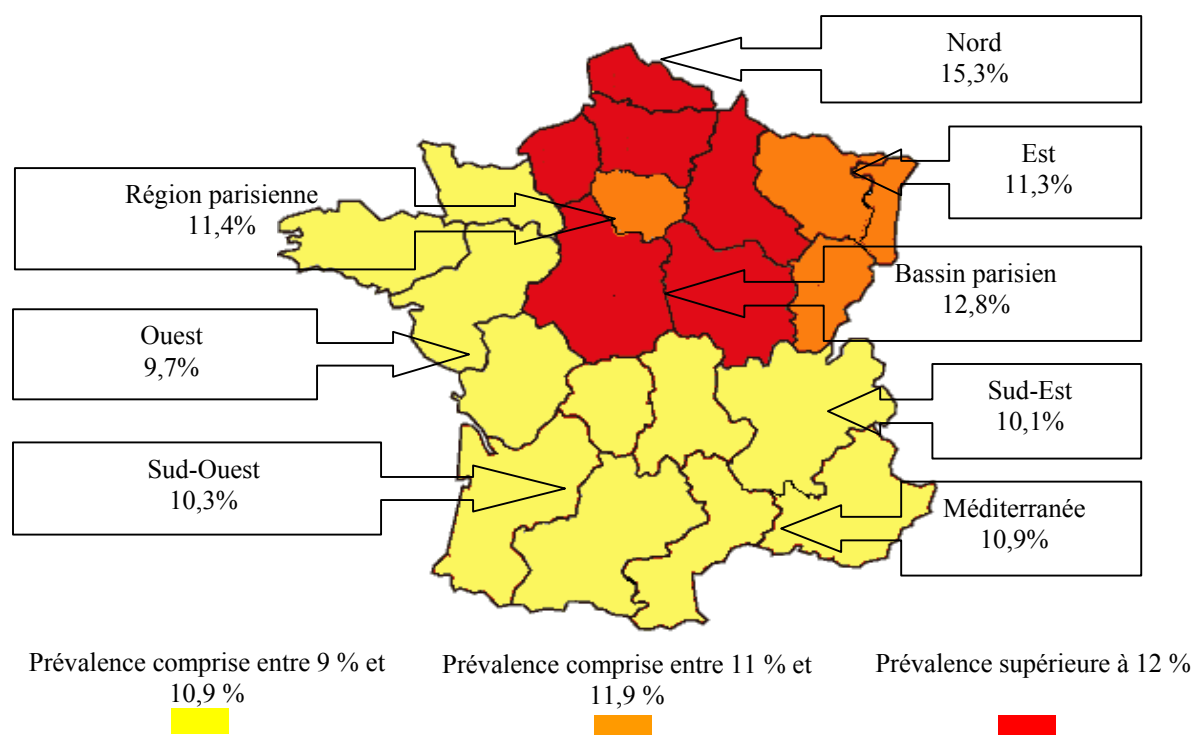 Nord
15,3%
Est
11,3%
Région parisienne
11,4%
Bassin parisien
12,8%
Ouest
9,7%
Sud-Est
10,1%
Sud-Ouest
10,3%
Méditerranée
10,9%
Prévalence comprise entre 9 % et
10,9 %
Prévalence comprise entre 11 % et
11,9 %
Prévalence supérieure à 12 %